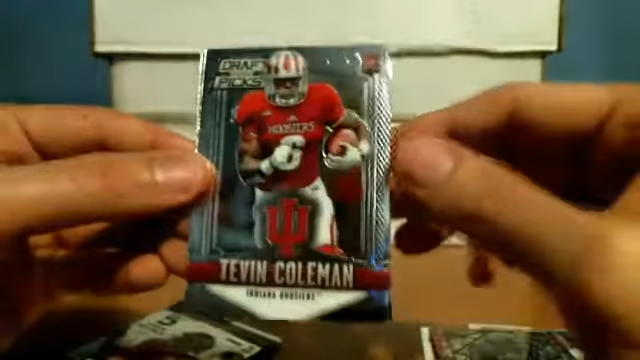 DRAFT
PICKS
HOOSIERS
6
TEVIN COLEMAN
INDIANA HOOSIERS